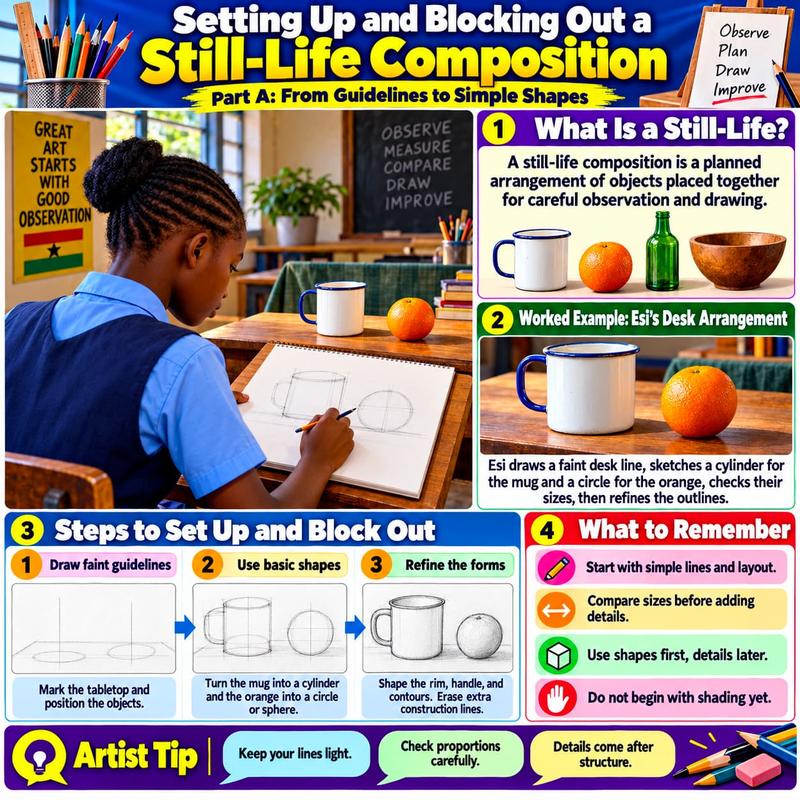 Setting Up and Blocking Out a
Still-Life Composition
Part A: From Guidelines to Simple Shapes
Observe
Plan
Draw
Improve
GREAT
ART
STARTS
WITH
GOOD
OBSERVATION
OBSERVE
MEASURE
COMPARE
DRAW
IMPROVE
1 What Is a Still-Life?
A still-life composition is a planned
arrangement of objects placed together
for careful observation and drawing.
2 Worked Example: Esi's Desk Arrangement
Esi draws a faint desk line, sketches a cylinder for
the mug and a circle for the orange, checks their
sizes, then refines the outlines.
3 Steps to Set Up and Block Out
1 Draw faint guidelines
Mark the tabletop and
position the objects.
2 Use basic shapes
Turn the mug into a cylinder
and the orange into a circle
or sphere.
3 Refine the forms
Shape the rim, handle, and
contours. Erase extra
construction lines.
4 What to Remember
Start with simple lines and layout.
Compare sizes before adding
details.
Use shapes first, details later.
Do not begin with shading yet.
Artist Tip
Keep your lines light.
Check proportions
carefully.
Details come after
structure.